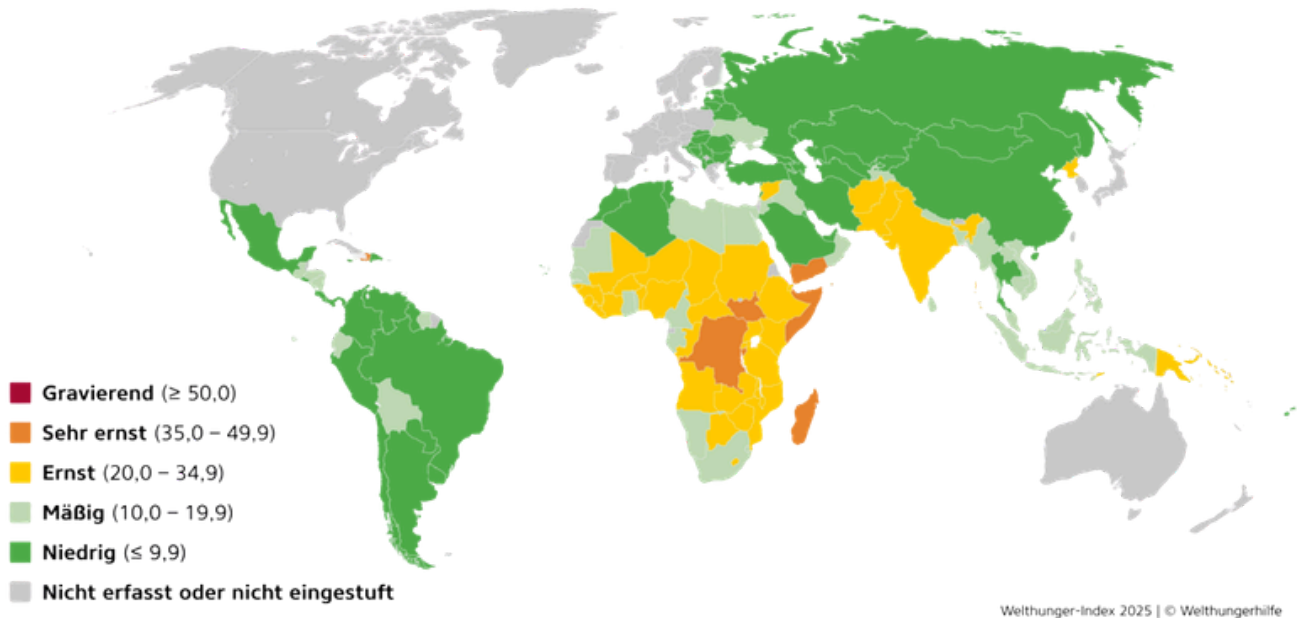 Gravierend (≥ 50,0)
Sehr ernst (35,0 – 49,9)
Ernst (20,0 – 34,9)
Mäßig (10,0 – 19,9)
Niedrig (≤ 9,9)
Nicht erfasst oder nicht eingestuft
Welthunger-Index 2025 | © Welthungerhilfe